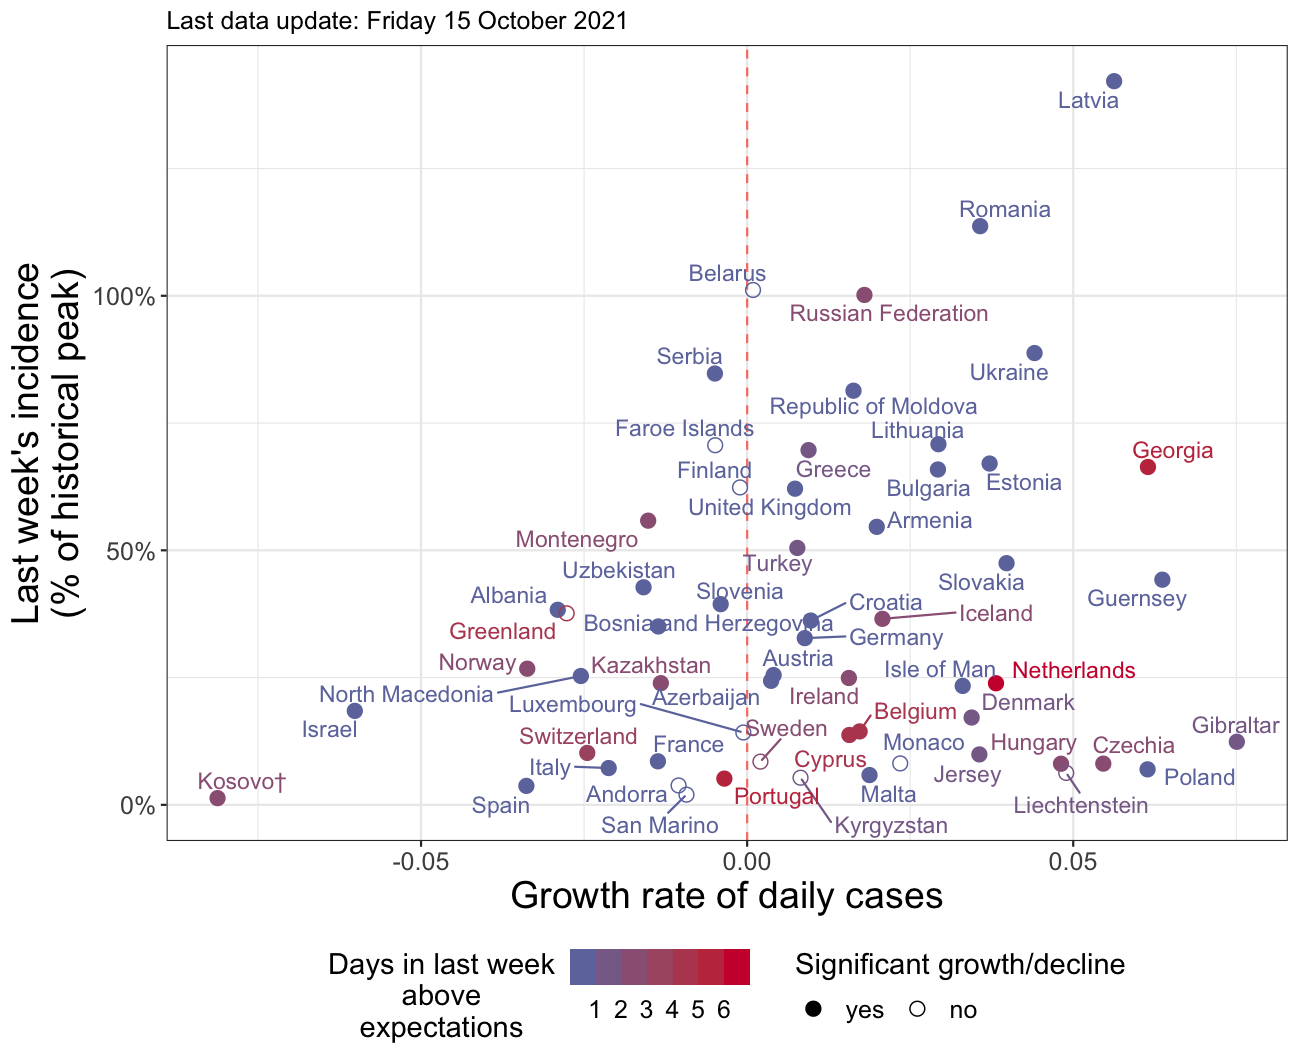 Last data update: Friday 15 October 2021
Last week's incidence
(% of historical peak)
100%
50%
0%
Latvia
Romania
Belarus
Russian Federation
Serbia
Ukraine
Republic of Moldova
Faroe Islands
Lithuania
Georgia
Finland
Greece
Bulgaria
Estonia
United Kingdom
Armenia
Montenegro
Turkey
Uzbekistan
Slovakia
Albania
Slovenia
Guernsey
Croatia
Iceland
Greenland
Bosnia and Herzegovina
Germany
Norway
Kazakhstan
Austria
Isle of Man
Netherlands
North Macedonia
Azerbaijan
Ireland
Denmark
Luxembourg
Belgium
Israel
Switzerland
Sweden
Gibraltar
France
Monaco
Hungary
Czechia
Italy
Cyprus
Jersey
Kosovo†
Poland
Spain
Andorra
Portugal
Malta
Liechtenstein
San Marino
Kyrgyzstan
-0.05
0.00
0.05
Growth rate of daily cases
Days in last week
above
expectations
1 2 3 4 5 6
Significant growth/decline
yes
no